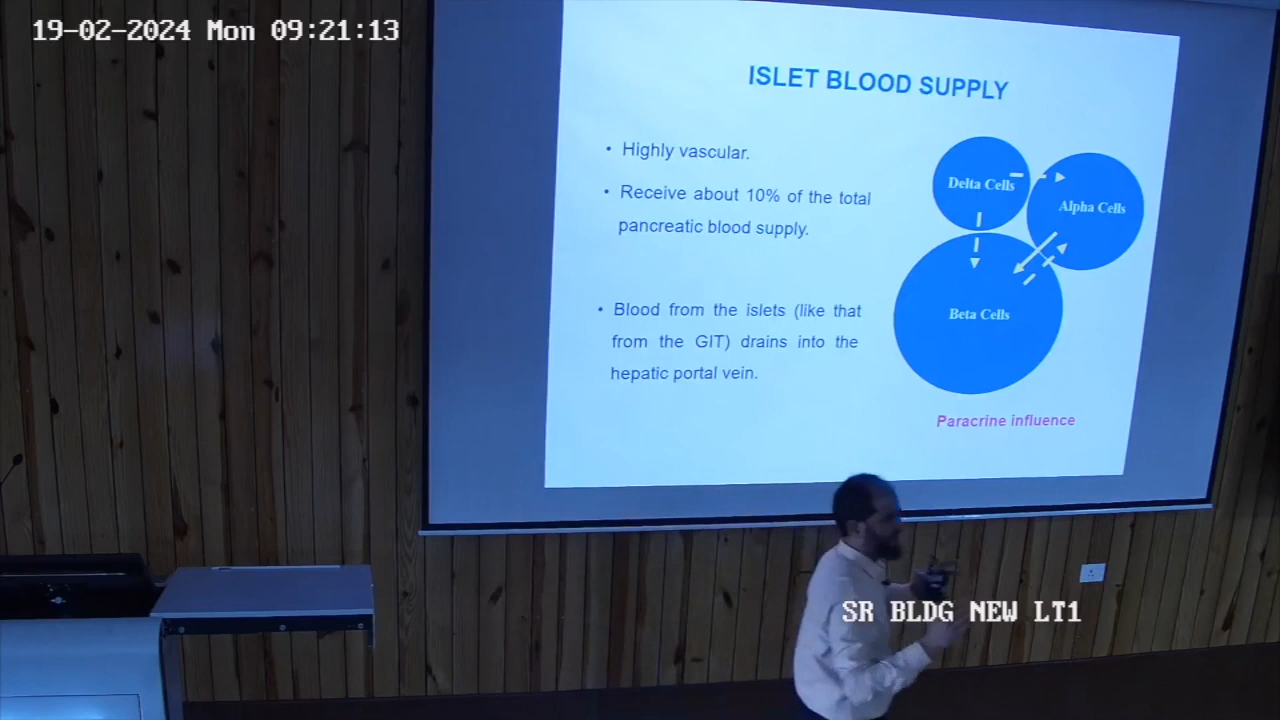 19-02-2024 Mon 09:21:13
ISLET BLOOD SUPPLY
• Highly vascular.
• Receive about 10% of the total
pancreatic blood supply.
• Blood from the islets (like that
from the GIT) drains into the
hepatic portal vein.
Delta Cells
Alpha Cells
Beta Cells
Paracrine influence
SR BLDG NEW LT1